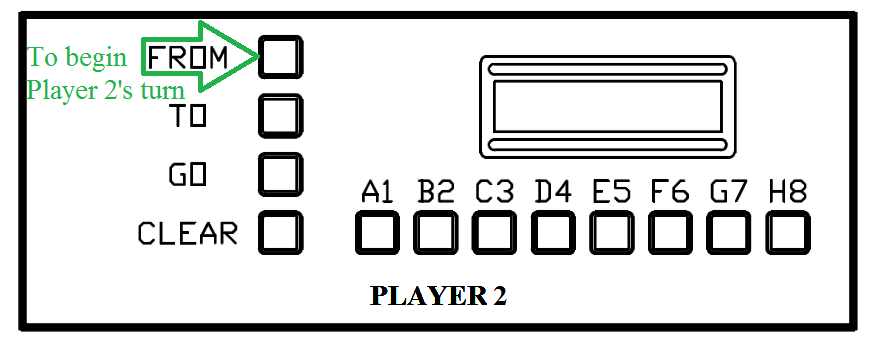 To begin FROM
Player 2's turn
TO
GO
CLEAR
A1 B2 C3 D4 E5 F6 G7 H8
PLAYER 2